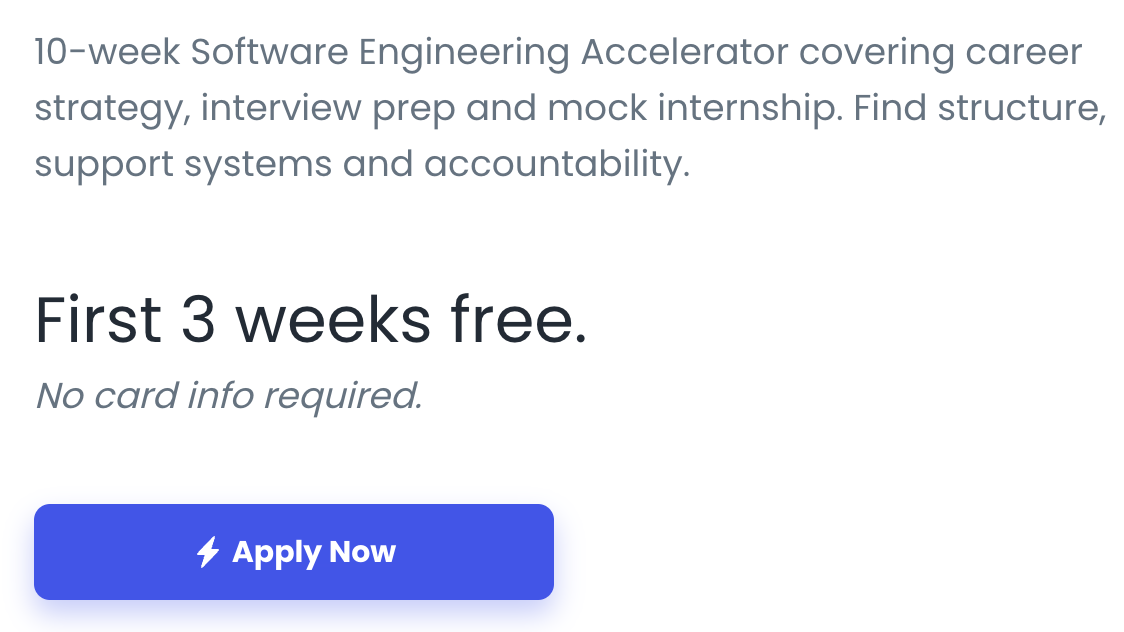 10-week Software Engineering Accelerator covering career
strategy, interview prep and mock internship. Find structure,
support systems and accountability.
First 3 weeks free.
No card info required.
Apply Now